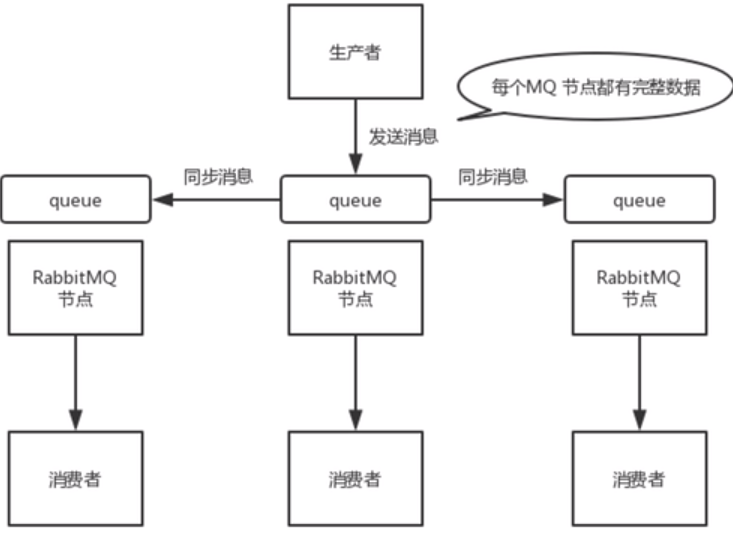 生产者
每个MQ 节点都有完整数据
发送消息
同步消息
同步消息
queue
queue
queue
RabbitMQ
节点
RabbitMQ
节点
RabbitMQ
节点
消费者
消费者
消费者